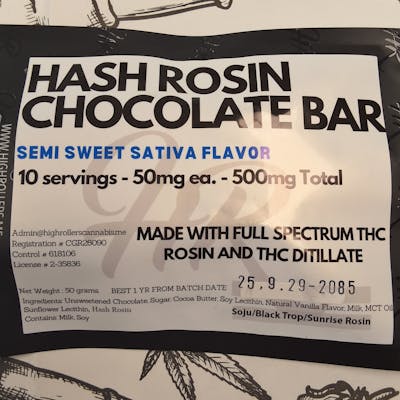 HASH ROSIN
CHOCOLATE BAR
SEMI SWEET SATIVA FLAVOR
10 servings - 50mg ea. - 500mg Total
Admin@highrollerscannabisme
Registration # CGR28090
Control # 618106
License # 2-35836
MADE WITH FULL SPECTRUM THC
ROSIN AND THC DITILLATE
Net Weight: 50 grams
BEST 1 YR FROM BATCH DATE
25.9.29-2085
Ingredients: Unsweetened Chocolate, Sugar, Cocoa Butter, Soy Lecithin, Natural Vanilla Flavor, Milk, MCT Oil
Sunflower Lecithin, Hash Rosin
Contains: Milk, Soy
Soju/Black Trop/Sunrise Rosin